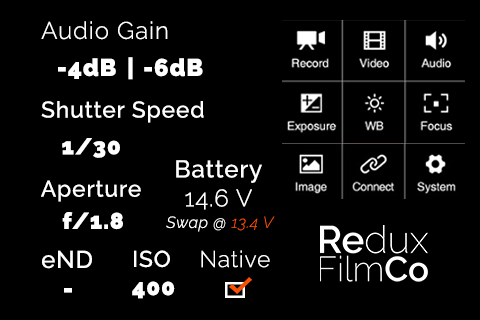 Audio Gain
-4dB | -6dB
Shutter Speed
1/30
Aperture
f/1.8
Battery
14.6 V
Swap @ 13.4 V
eND
-
ISO
400
Native
Record
Video
Audio
Exposure
WB
Focus
Image
Connect
System
Redux
FilmCo